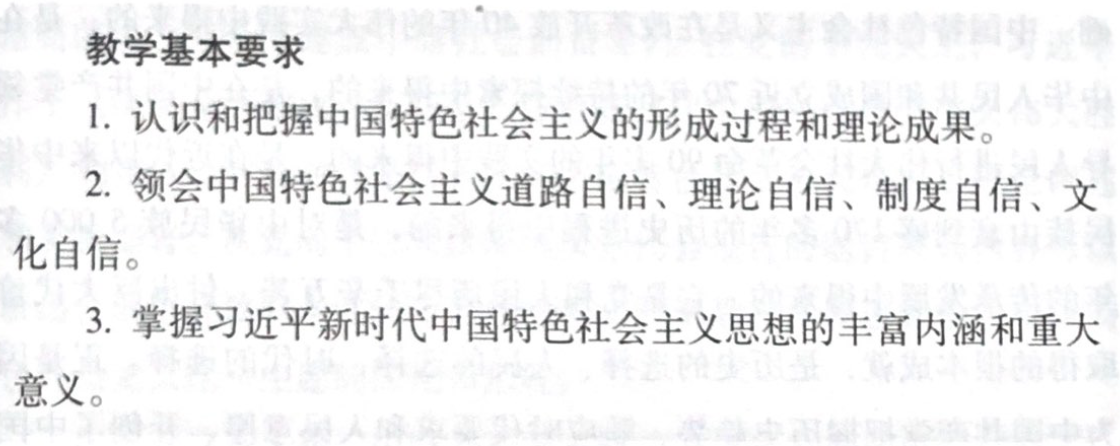 教学基本要求
1. 认识和把握中国特色社会主义的形成过程和理论成果。
2. 领会中国特色社会主义道路自信、理论自信、制度自信、文
化自信。
3. 掌握习近平新时代中国特色社会主义思想的丰富内涵和重大
意义。